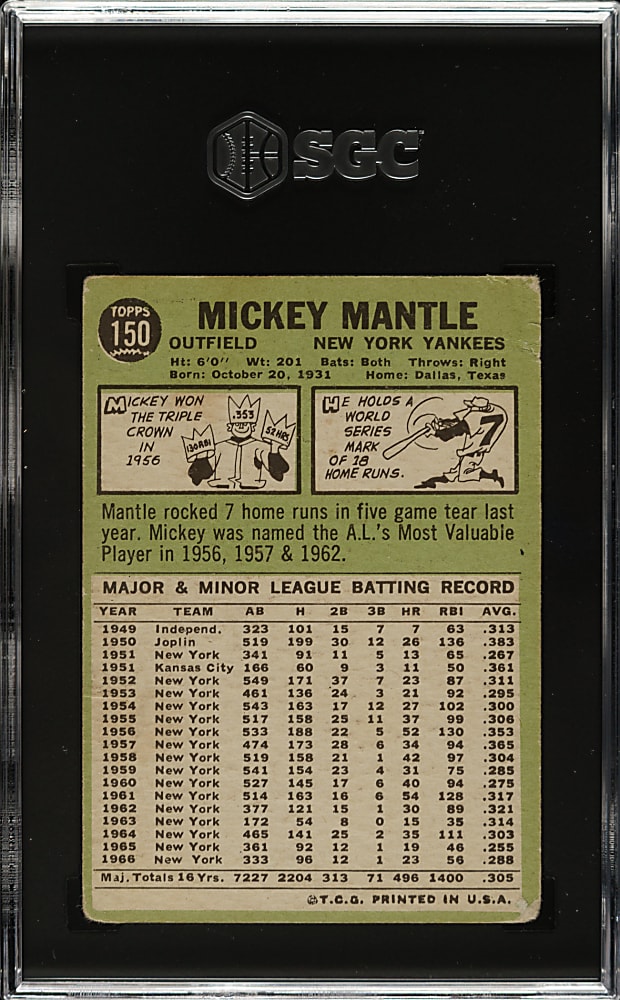 SGC
TOPPS
150
MICKEY MANTLE
OUTFIELD NEW YORK YANKEES
Ht: 6'0" Wt: 201 Bats: Both Throws: Right
Born: October 20, 1931 Home: Dallas, Texas
MICKEY WON
THE TRIPLE
CROWN
IN
1956
130 RBI
.353
52 HRS
HE HOLDS A
WORLD
SERIES
MARK
OF 18
HOME RUNS.
7
Mantle rocked 7 home runs in five game tear last
year. Mickey was named the A.L.'s Most Valuable
Player in 1956, 1957 & 1962.
MAJOR & MINOR LEAGUE BATTING RECORD
YEAR TEAM AB H 2B 3B HR RBI AVG.
1949 Independ. 323 101 15 7 7 63 .313
1950 Joplin 519 199 30 12 26 136 .383
1951 New York 341 91 11 5 13 65 .267
1951 Kansas City 166 60 9 3 11 50 .361
1952 New York 549 171 37 7 23 87 .311
1953 New York 461 136 24 3 21 92 .295
1954 New York 543 163 17 12 27 102 .300
1955 New York 517 158 25 11 37 99 .306
1956 New York 533 188 22 5 52 130 .353
1957 New York 474 173 28 6 34 94 .365
1958 New York 519 158 21 1 42 97 .304
1959 New York 541 154 23 4 31 75 .285
1960 New York 527 145 17 6 40 94 .275
1961 New York 514 163 16 6 54 128 .317
1962 New York 377 121 15 1 30 89 .321
1963 New York 172 54 8 0 15 35 .314
1964 New York 465 141 25 2 35 111 .303
1965 New York 361 92 12 1 19 46 .255
1966 New York 333 96 12 1 23 56 .288
Maj. Totals 16 Yrs. 7227 2204 313 71 496 1400 .305
©T.C.G. PRINTED IN U.S.A.